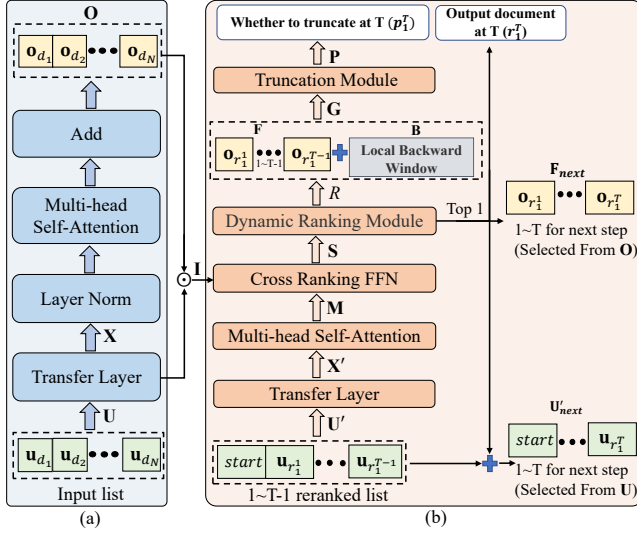 O
o_{d_1} o_{d_2} ••• o_{d_N}
Add
Multi-head
Self-Attention
Layer Norm
X
Transfer Layer
U
u_{d_1} u_{d_2} ••• u_{d_N}
Input list
(a)
I
Whether to truncate at T (p_1^T)
Output document
at T (r_1^T)
P
Truncation Module
G
F
B
o_{r_1^1} ••• o_{r_1^{T-1}}
1~T-1
Local Backward
Window
R
Dynamic Ranking Module
Top 1
S
Cross Ranking FFN
M
Multi-head Self-Attention
X′
Transfer Layer
U′
start u_{r_1^1} ••• u_{r_1^{T-1}}
1~T-1 reranked list
F_{next}
o_{r_1^1} ••• o_{r_1^T}
1~T for next step
(Selected From O)
U′_{next}
start ••• u_{r_1^T}
1~T for next step
(Selected From U)
(b)